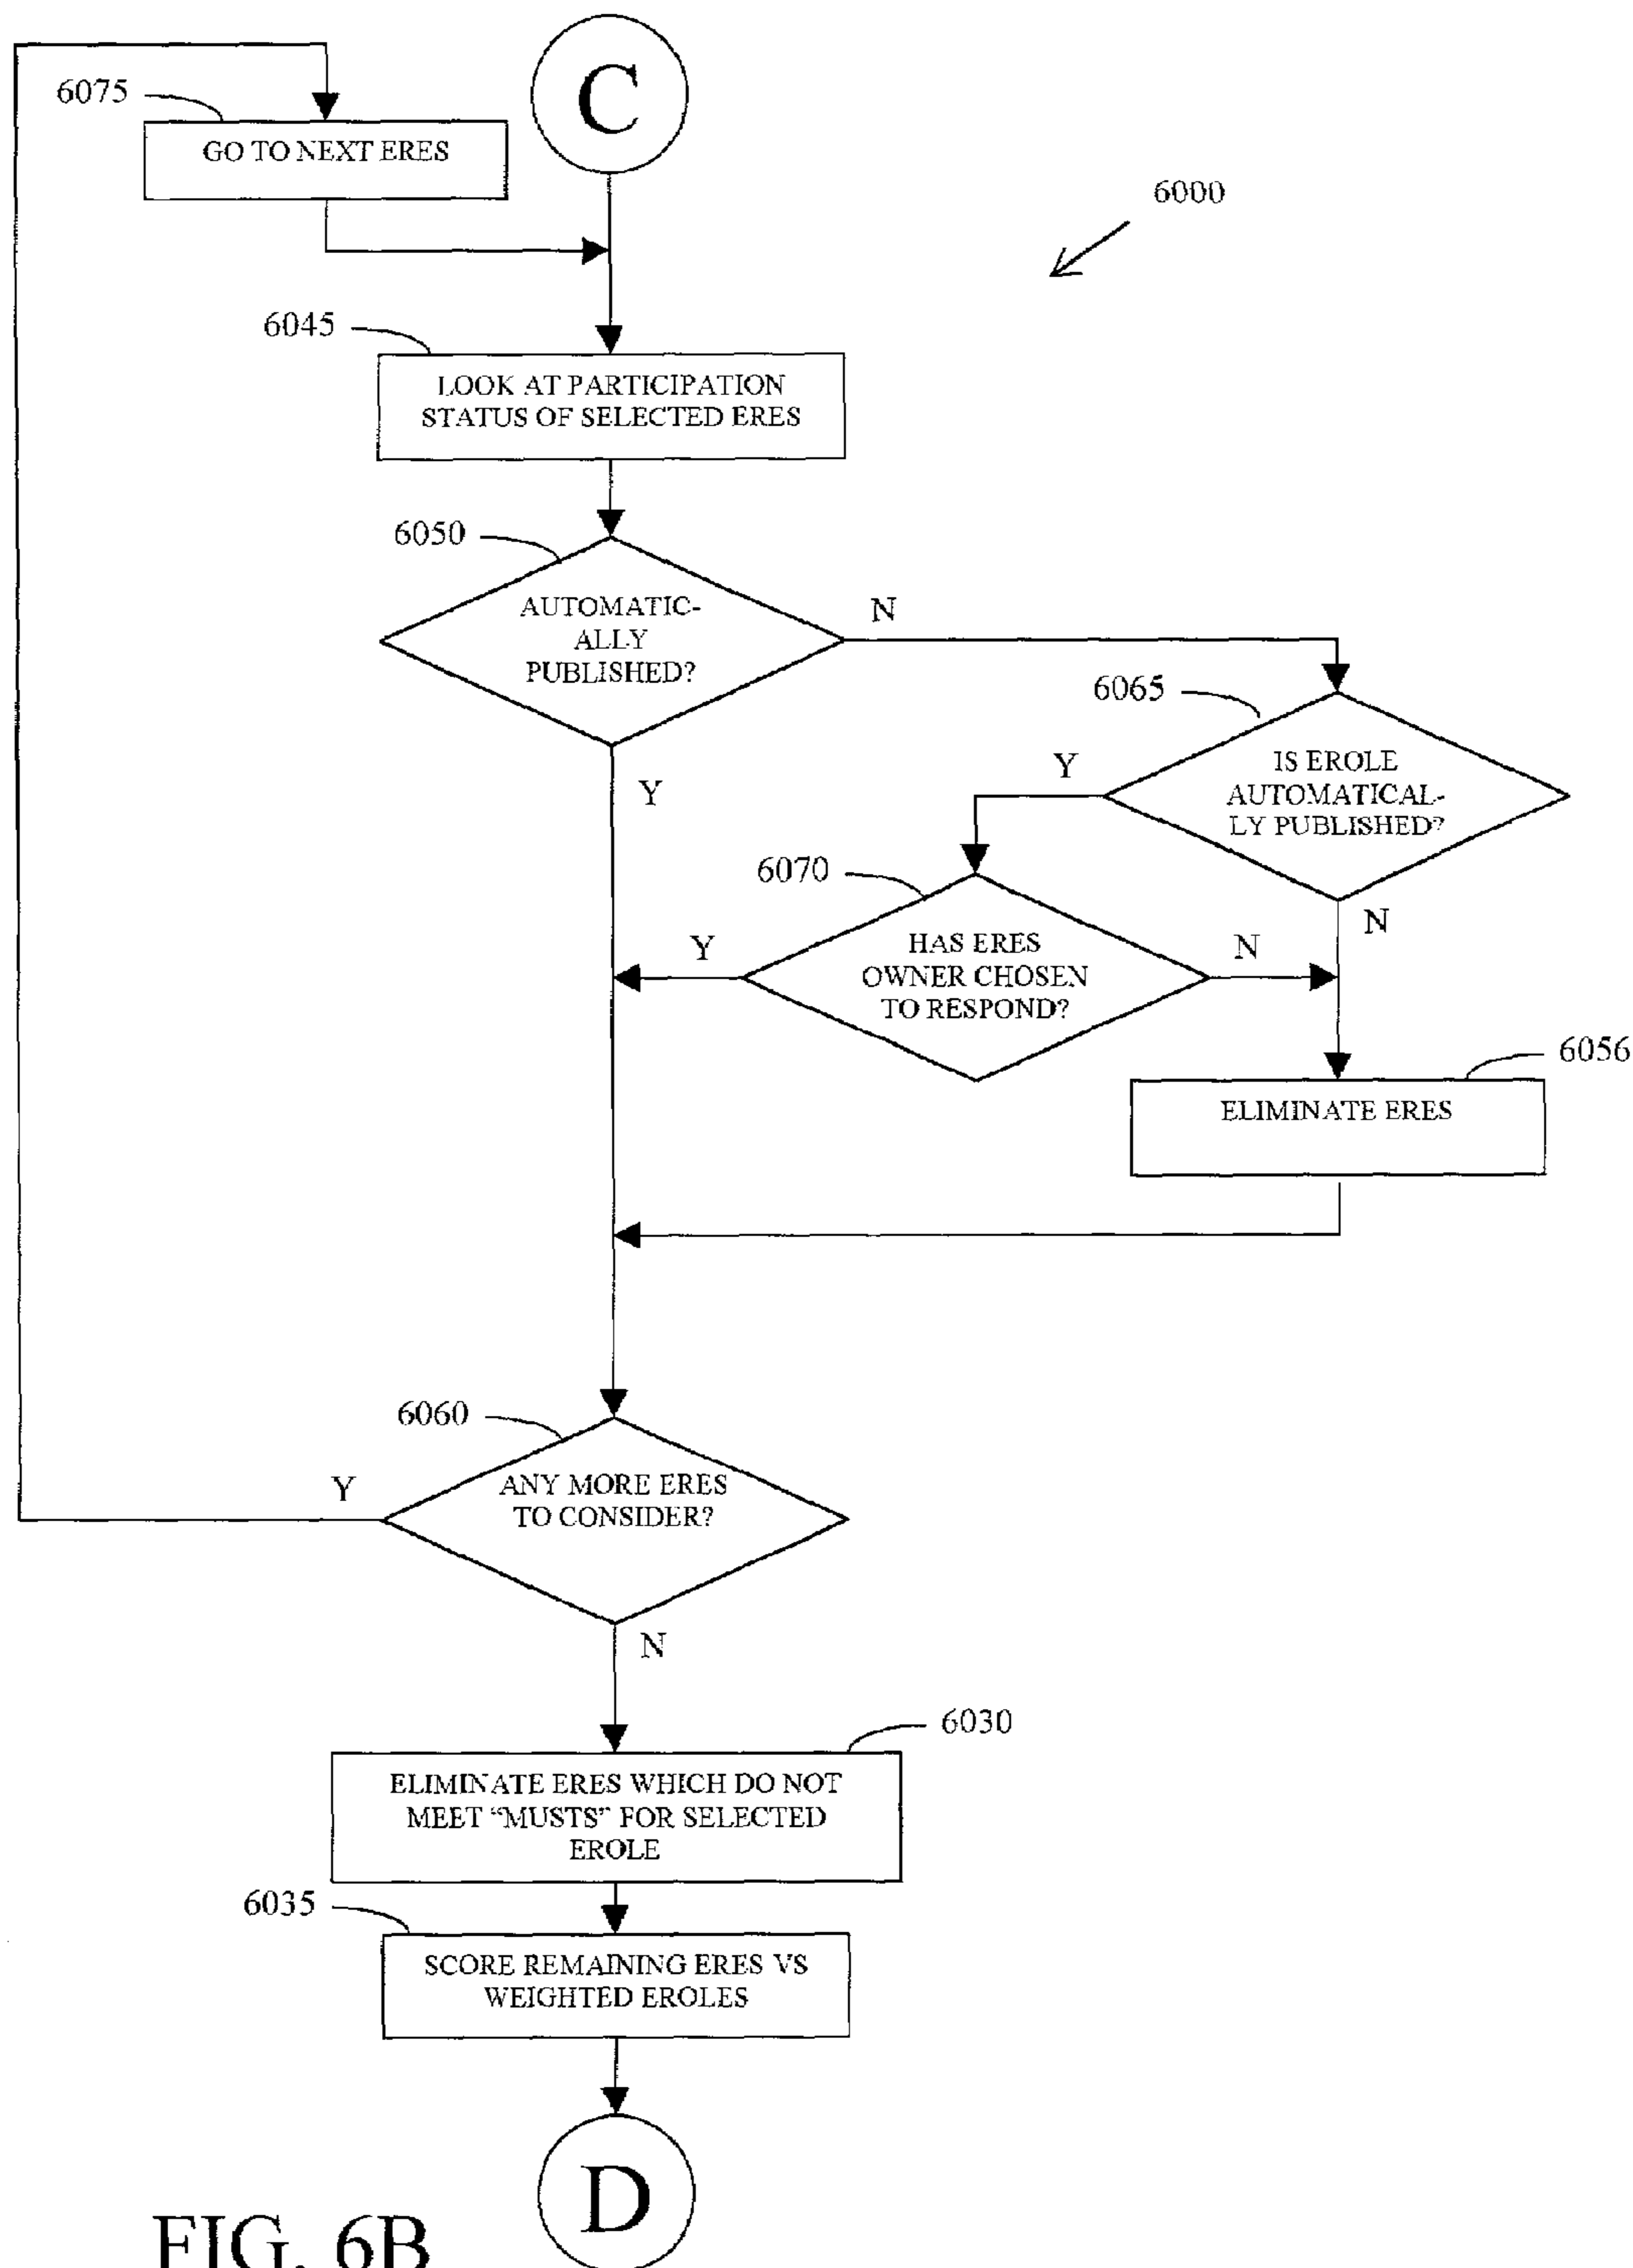 C
6075
GO TO NEXT ERES
6000
6045
LOOK AT PARTICIPATION
STATUS OF SELECTED ERES
6050
AUTOMATIC-
ALLY
PUBLISHED?
N
Y
6065
IS EROLE
AUTOMATICAL-
LY PUBLISHED?
Y
N
6070
HAS ERES
OWNER CHOSEN
TO RESPOND?
Y
N
6056
ELIMINATE ERES
6060
ANY MORE ERES
TO CONSIDER?
Y
N
6030
ELIMINATE ERES WHICH DO NOT
MEET “MUSTS” FOR SELECTED
EROLE
6035
SCORE REMAINING ERES VS
WEIGHTED EROLES
D
FIG. 6B